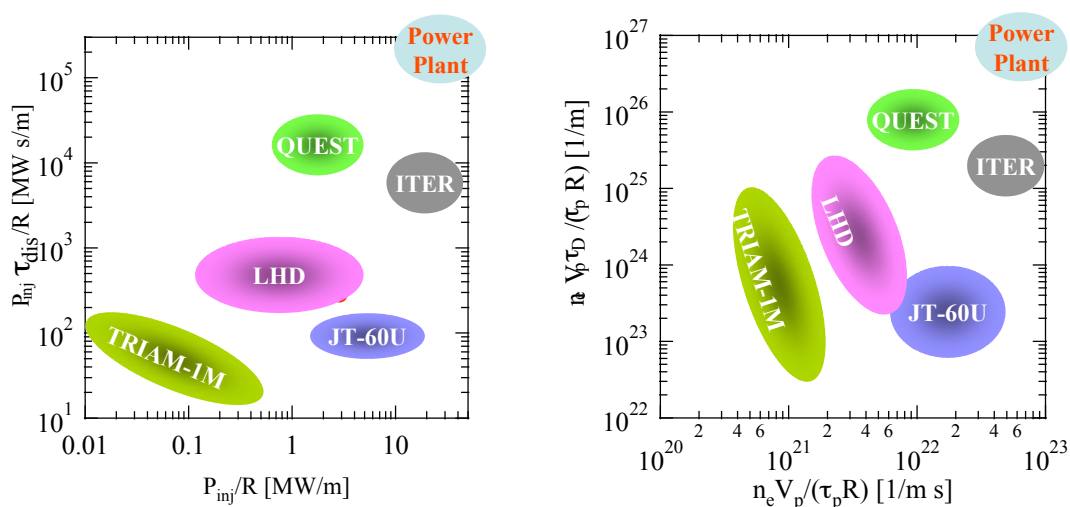 Power
Plant
10^5
QUEST
10^4
ITER
10^3
LHD
10^2
JT-60U
TRIAM-1M
10^1
0.01
0.1
1
10
P_inj τ_dis/R [MW s/m]
P_inj/R [MW/m]
10^27
Power
Plant
10^26
QUEST
ITER
10^25
LHD
TRIAM-1M
10^24
JT-60U
10^23
10^22
2
4
6
2
4
6
2
4
6
10^20
10^21
10^22
10^23
n_e V_p τ_D /(τ_p R) [1/m]
n_eV_p/(τ_pR) [1/m s]